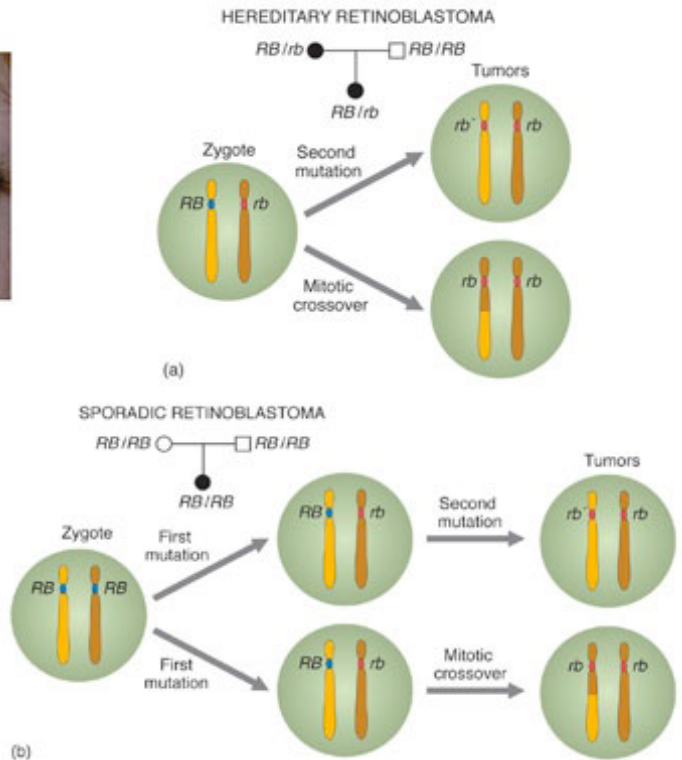 HEREDITARY RETINOBLASTOMA
RB/rb
RB/RB
RB/rb
Tumors
Zygote
RB
rb
Second
mutation
rb´
rb
Mitotic
crossover
rb
rb
(a)
SPORADIC RETINOBLASTOMA
RB/RB
RB/RB
RB/RB
Zygote
RB
RB
First
mutation
RB
rb
Second
mutation
Tumors
rb´
rb
First
mutation
RB
rb
Mitotic
crossover
rb
rb
(b)